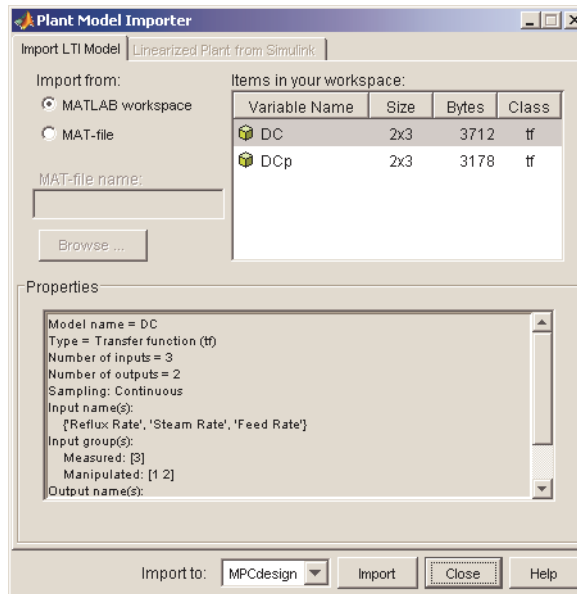 Plant Model Importer
Import LTI Model Linearized Plant from Simulink
Import from:
MATLAB workspace
MAT-file
MAT-file name:
Browse ...
Items in your workspace:
Variable Name Size Bytes Class
DC 2x3 3712 tf
DCp 2x3 3178 tf
Properties
Model name = DC
Type = Transfer function (tf)
Number of inputs = 3
Number of outputs = 2
Sampling: Continuous
Input name(s):
{'Reflux Rate', 'Steam Rate', 'Feed Rate'}
Input group(s):
Measured: [3]
Manipulated: [1 2]
Output name(s):
Import to: MPCdesign Import Close Help